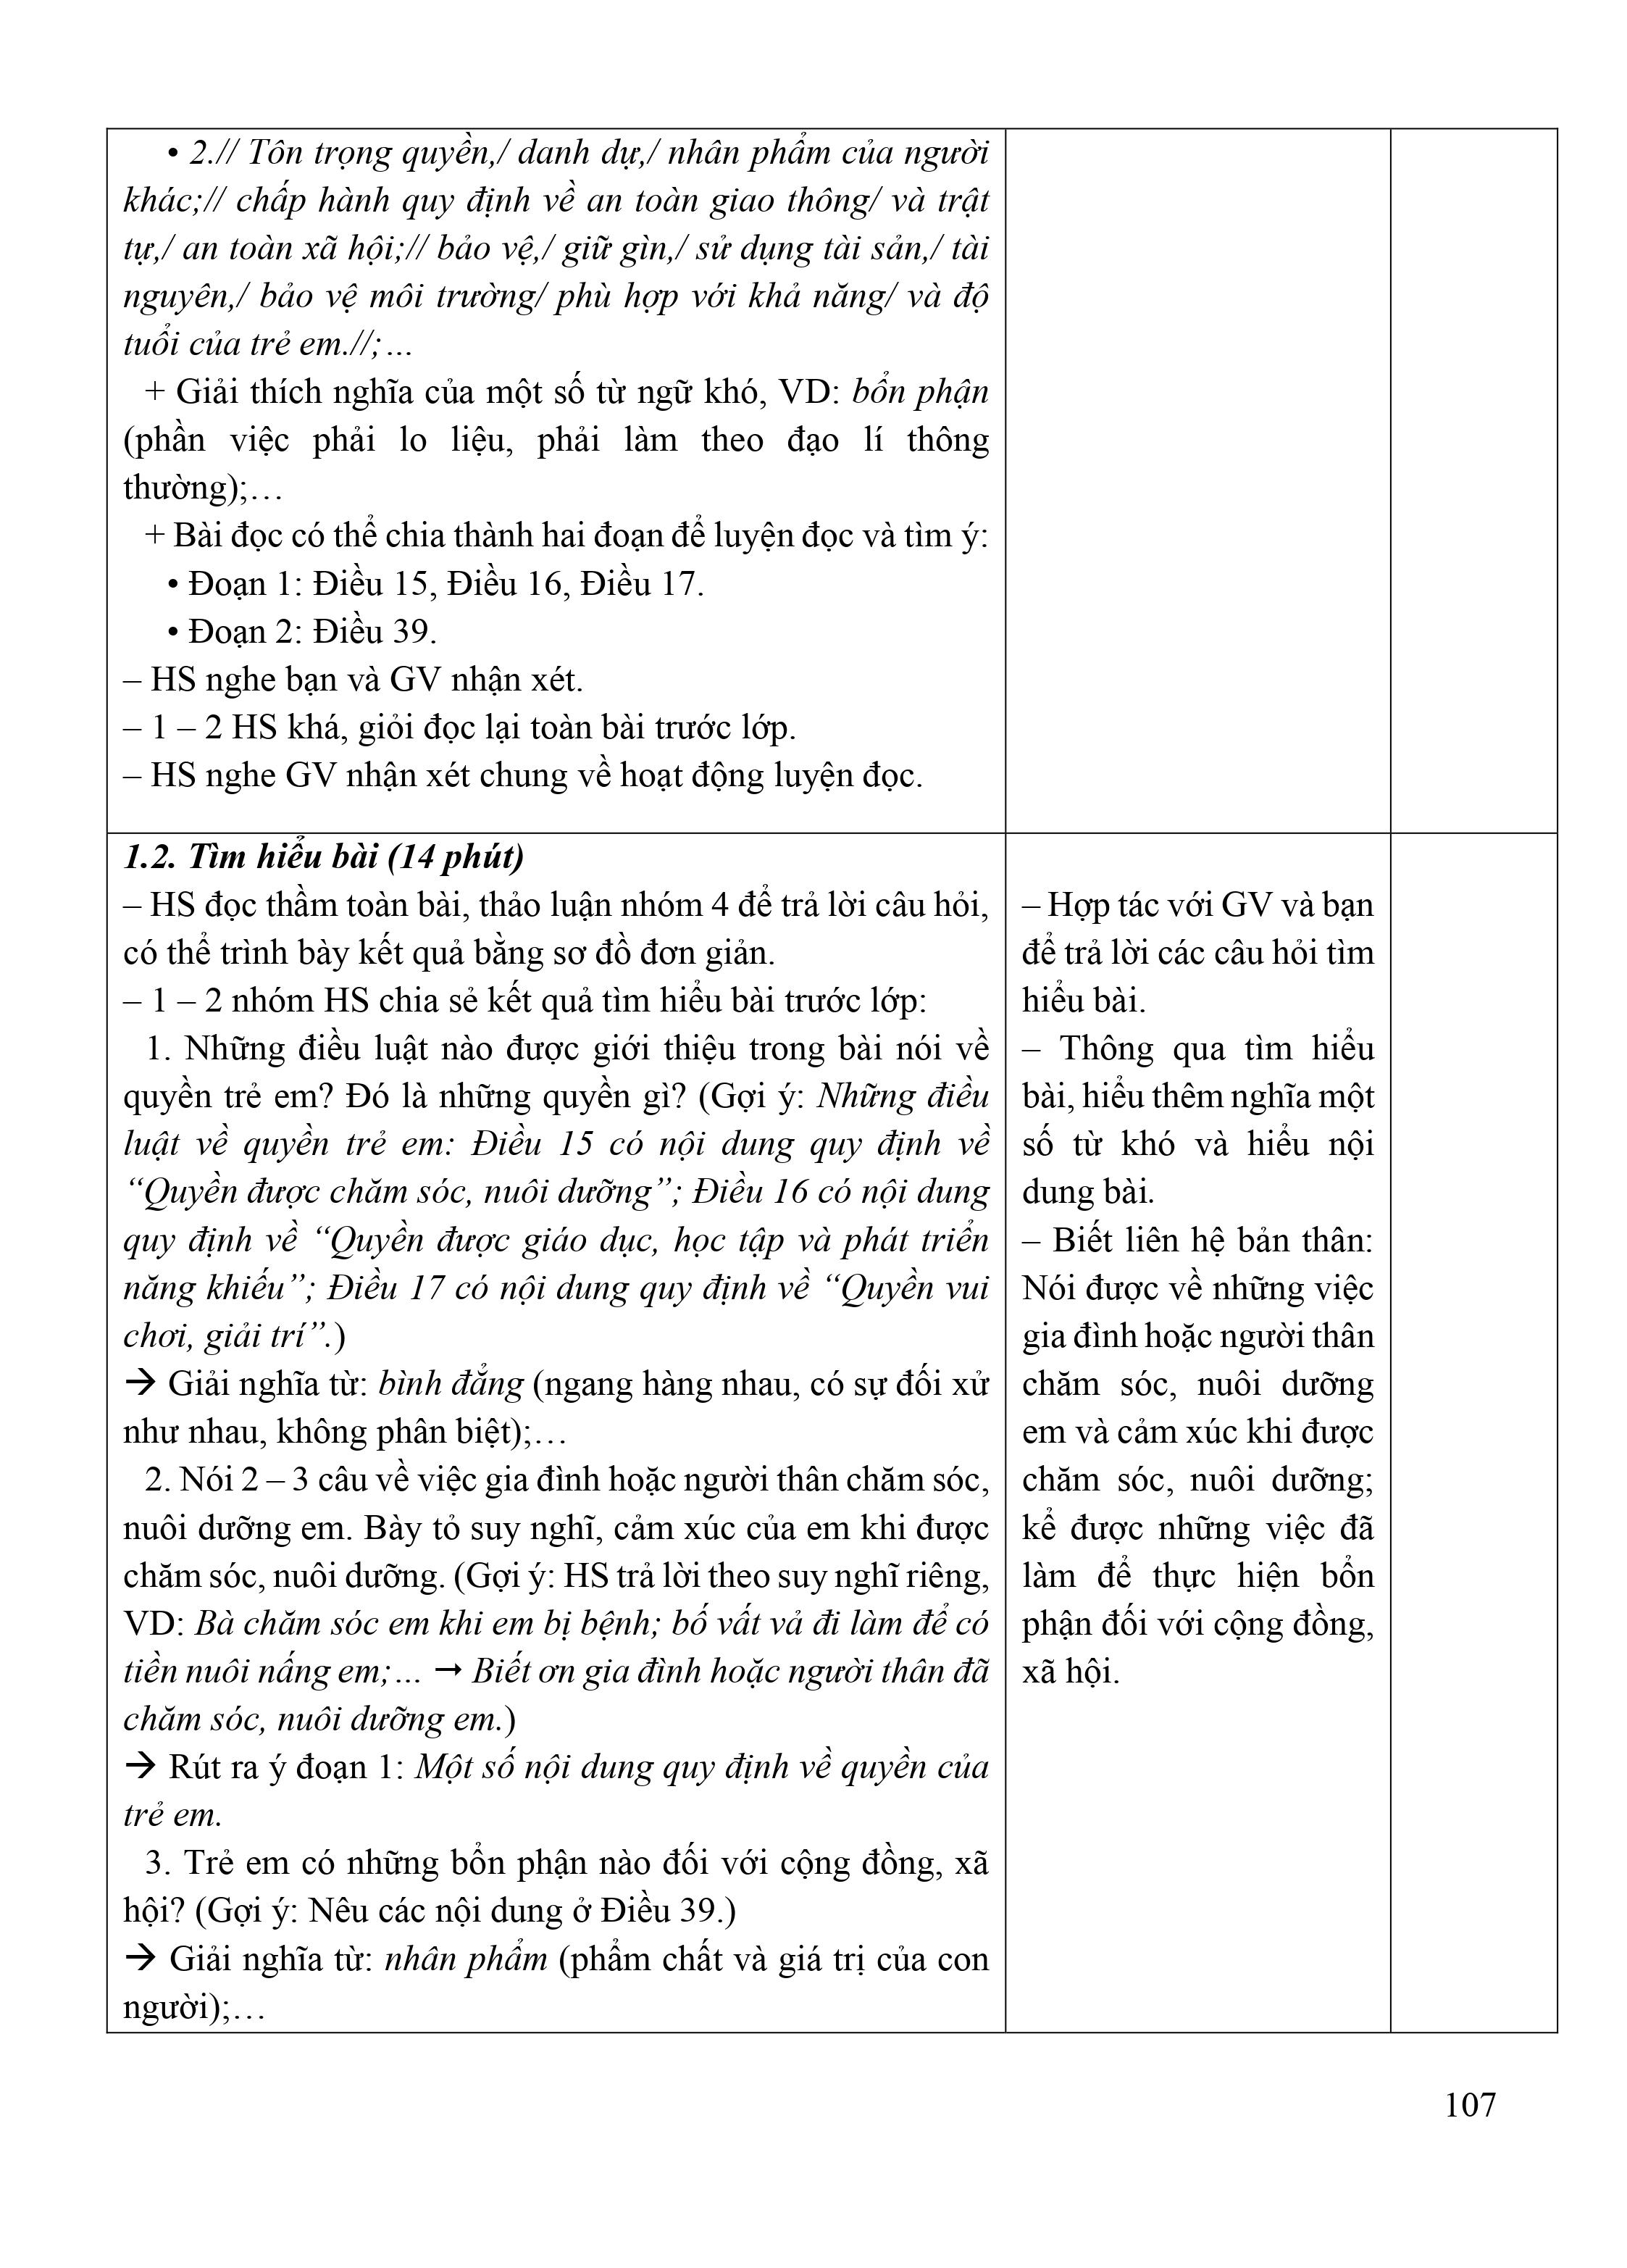 • 2.// Tôn trọng quyền,/ danh dự,/ nhân phẩm của người
khác;// chấp hành quy định về an toàn giao thông/ và trật
tự,/ an toàn xã hội;// bảo vệ,/ giữ gìn,/ sử dụng tài sản,/ tài
nguyên,/ bảo vệ môi trường/ phù hợp với khả năng/ và độ
tuổi của trẻ em.//;…
+ Giải thích nghĩa của một số từ ngữ khó, VD: bổn phận
(phần việc phải lo liệu, phải làm theo đạo lí thông
thường);…
+ Bài đọc có thể chia thành hai đoạn để luyện đọc và tìm ý:
• Đoạn 1: Điều 15, Điều 16, Điều 17.
• Đoạn 2: Điều 39.
– HS nghe bạn và GV nhận xét.
– 1 – 2 HS khá, giỏi đọc lại toàn bài trước lớp.
– HS nghe GV nhận xét chung về hoạt động luyện đọc.
1.2. Tìm hiểu bài (14 phút)
– HS đọc thầm toàn bài, thảo luận nhóm 4 để trả lời câu hỏi,
có thể trình bày kết quả bằng sơ đồ đơn giản.
– 1 – 2 nhóm HS chia sẻ kết quả tìm hiểu bài trước lớp:
1. Những điều luật nào được giới thiệu trong bài nói về
quyền trẻ em? Đó là những quyền gì? (Gợi ý: Những điều
luật về quyền trẻ em: Điều 15 có nội dung quy định về
“Quyền được chăm sóc, nuôi dưỡng”; Điều 16 có nội dung
quy định về “Quyền được giáo dục, học tập và phát triển
năng khiếu”; Điều 17 có nội dung quy định về “Quyền vui
chơi, giải trí”.)
→ Giải nghĩa từ: bình đẳng (ngang hàng nhau, có sự đối xử
như nhau, không phân biệt);…
2. Nói 2 – 3 câu về việc gia đình hoặc người thân chăm sóc,
nuôi dưỡng em. Bày tỏ suy nghĩ, cảm xúc của em khi được
chăm sóc, nuôi dưỡng. (Gợi ý: HS trả lời theo suy nghĩ riêng,
VD: Bà chăm sóc em khi em bị bệnh; bố vất vả đi làm để có
tiền nuôi nấng em;… → Biết ơn gia đình hoặc người thân đã
chăm sóc, nuôi dưỡng em.)
→ Rút ra ý đoạn 1: Một số nội dung quy định về quyền của
trẻ em.
3. Trẻ em có những bổn phận nào đối với cộng đồng, xã
hội? (Gợi ý: Nêu các nội dung ở Điều 39.)
→ Giải nghĩa từ: nhân phẩm (phẩm chất và giá trị của con
người);…
– Hợp tác với GV và bạn
để trả lời các câu hỏi tìm
hiểu bài.
– Thông qua tìm hiểu
bài, hiểu thêm nghĩa một
số từ khó và hiểu nội
dung bài.
– Biết liên hệ bản thân:
Nói được về những việc
gia đình hoặc người thân
chăm sóc, nuôi dưỡng
em và cảm xúc khi được
chăm sóc, nuôi dưỡng;
kể được những việc đã
làm để thực hiện bổn
phận đối với cộng đồng,
xã hội.
107